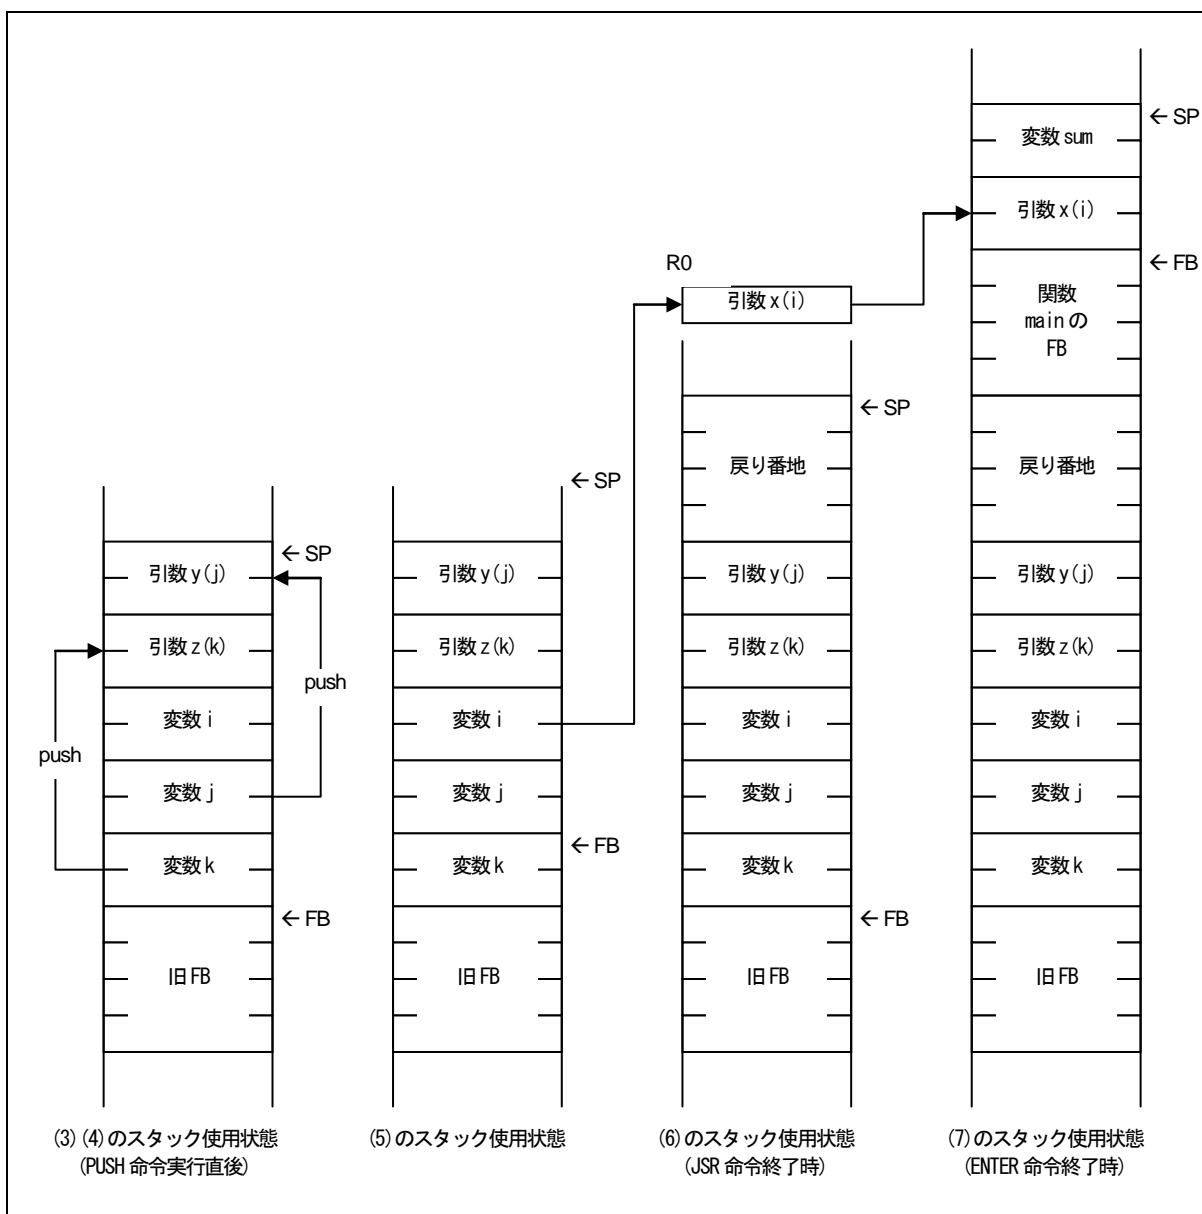 ← SP
変数 sum
引数 x(i)
← FB
関数
main の
FB
戻り番地
引数 y(j)
引数 z(k)
変数 i
変数 j
変数 k
旧 FB
R0
引数 x(i)
← SP
戻り番地
引数 y(j)
引数 z(k)
変数 i
変数 j
変数 k
← FB
旧 FB
← SP
引数 y(j)
引数 z(k)
変数 i
変数 j
← FB
変数 k
旧 FB
← SP
引数 y(j)
引数 z(k)
push
変数 i
push
変数 j
変数 k
← FB
旧 FB
(3)(4)のスタック使用状態
(PUSH 命令実行直後)
(5)のスタック使用状態
(6)のスタック使用状態
(JSR 命令終了時)
(7)のスタック使用状態
(ENTER 命令終了時)